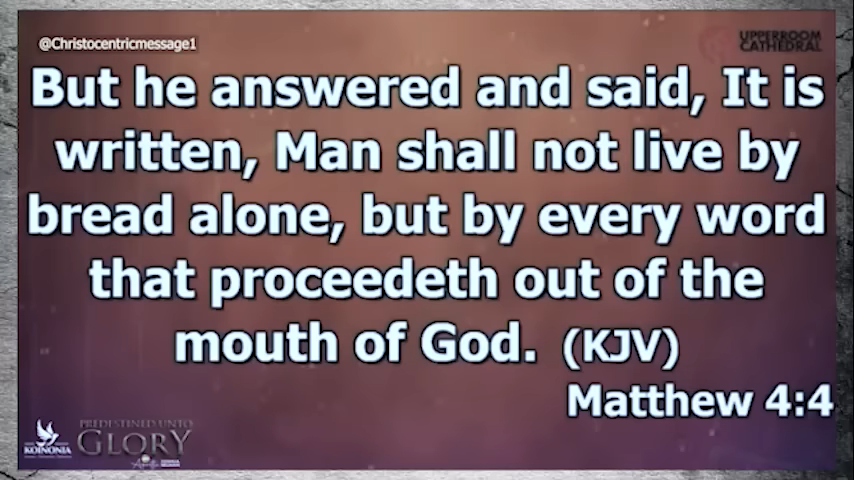 @Christocentricmessage1
UPPERROOM
CATHEDRAL
But he answered and said, It is
written, Man shall not live by
bread alone, but by every word
that proceedeth out of the
mouth of God. (KJV)
Matthew 4:4
KOINONIA
PREDESTINED UNTO
GLORY